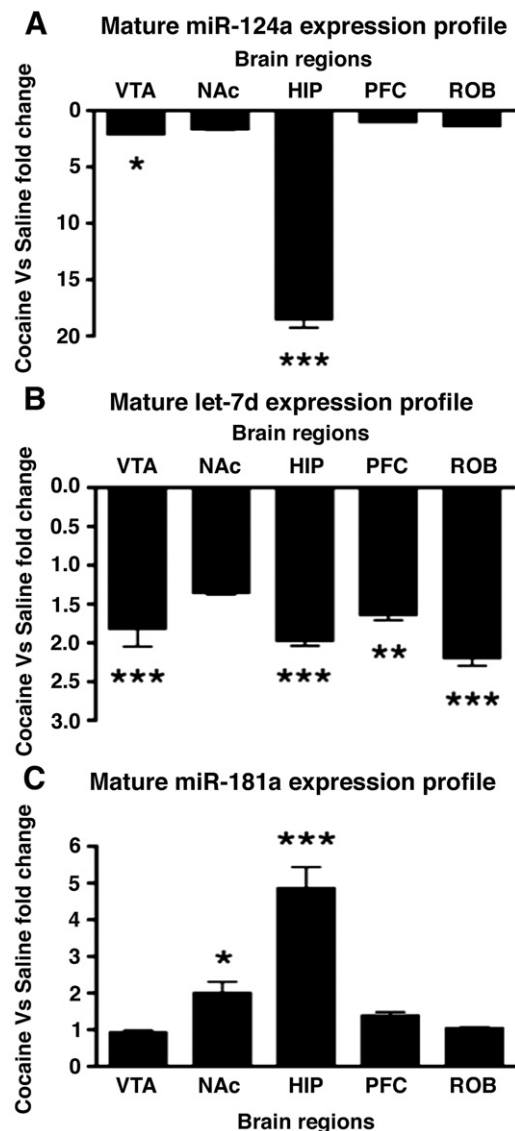 A Mature miR-124a expression profile
Brain regions
VTA NAc HIP PFC ROB
Cocaine Vs Saline fold change
0
5
10
15
20
*
***
B Mature let-7d expression profile
Brain regions
VTA NAc HIP PFC ROB
Cocaine Vs Saline fold change
0.0
0.5
1.0
1.5
2.0
2.5
3.0
*** *** ** ***
C Mature miR-181a expression profile
Cocaine Vs Saline fold change
6
5
4
3
2
1
0
* ***
VTA NAc HIP PFC ROB
Brain regions